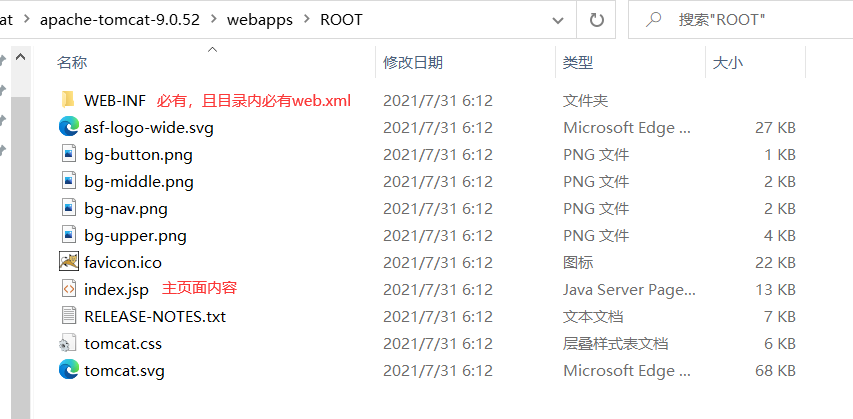 at > apache-tomcat-9.0.52 > webapps > ROOT 搜索"ROOT"
名称 修改日期 类型 大小
WEB-INF 必有，且目录内必有web.xml 2021/7/31 6:12 文件夹
asf-logo-wide.svg 2021/7/31 6:12 Microsoft Edge ... 27 KB
bg-button.png 2021/7/31 6:12 PNG 文件 1 KB
bg-middle.png 2021/7/31 6:12 PNG 文件 2 KB
bg-nav.png 2021/7/31 6:12 PNG 文件 2 KB
bg-upper.png 2021/7/31 6:12 PNG 文件 4 KB
favicon.ico 2021/7/31 6:12 图标 22 KB
index.jsp 主页面内容 2021/7/31 6:12 Java Server Page... 13 KB
RELEASE-NOTES.txt 2021/7/31 6:12 文本文档 7 KB
tomcat.css 2021/7/31 6:12 层叠样式表文档 6 KB
tomcat.svg 2021/7/31 6:12 Microsoft Edge ... 68 KB